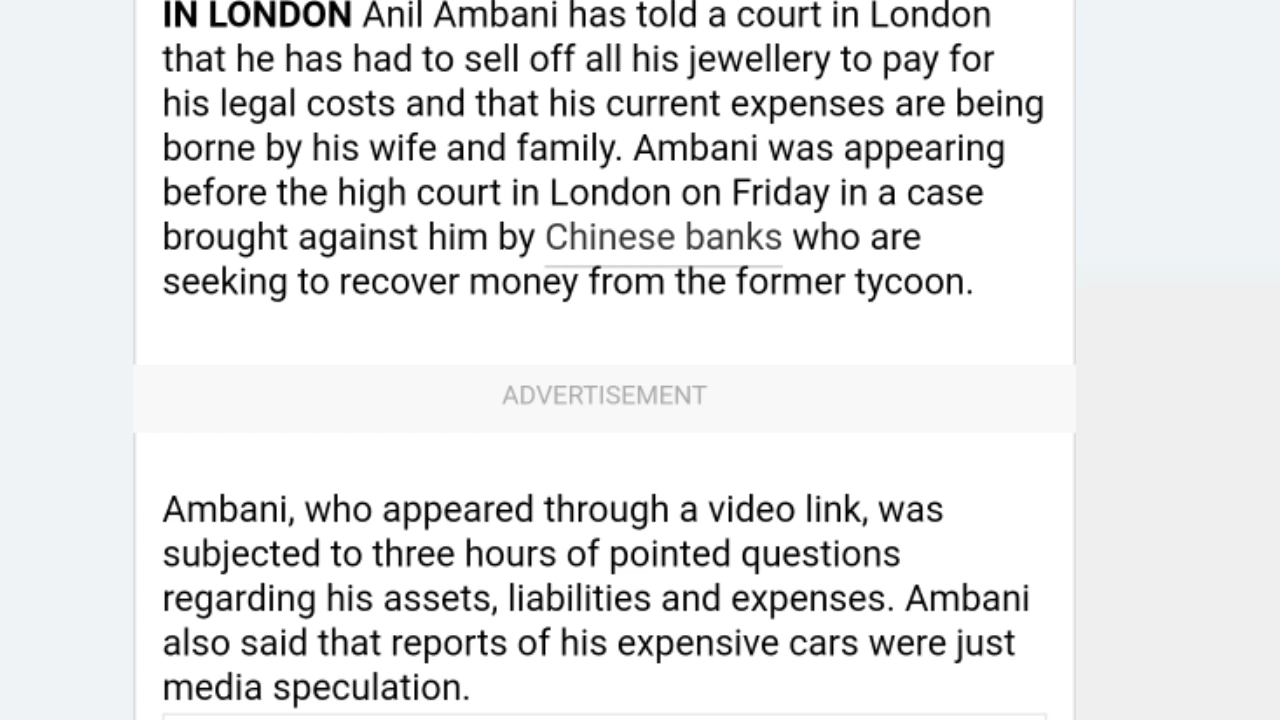 IN LONDON Anil Ambani has told a court in London
that he has had to sell off all his jewellery to pay for
his legal costs and that his current expenses are being
borne by his wife and family. Ambani was appearing
before the high court in London on Friday in a case
brought against him by Chinese banks who are
seeking to recover money from the former tycoon.
ADVERTISEMENT
Ambani, who appeared through a video link, was
subjected to three hours of pointed questions
regarding his assets, liabilities and expenses. Ambani
also said that reports of his expensive cars were just
media speculation.